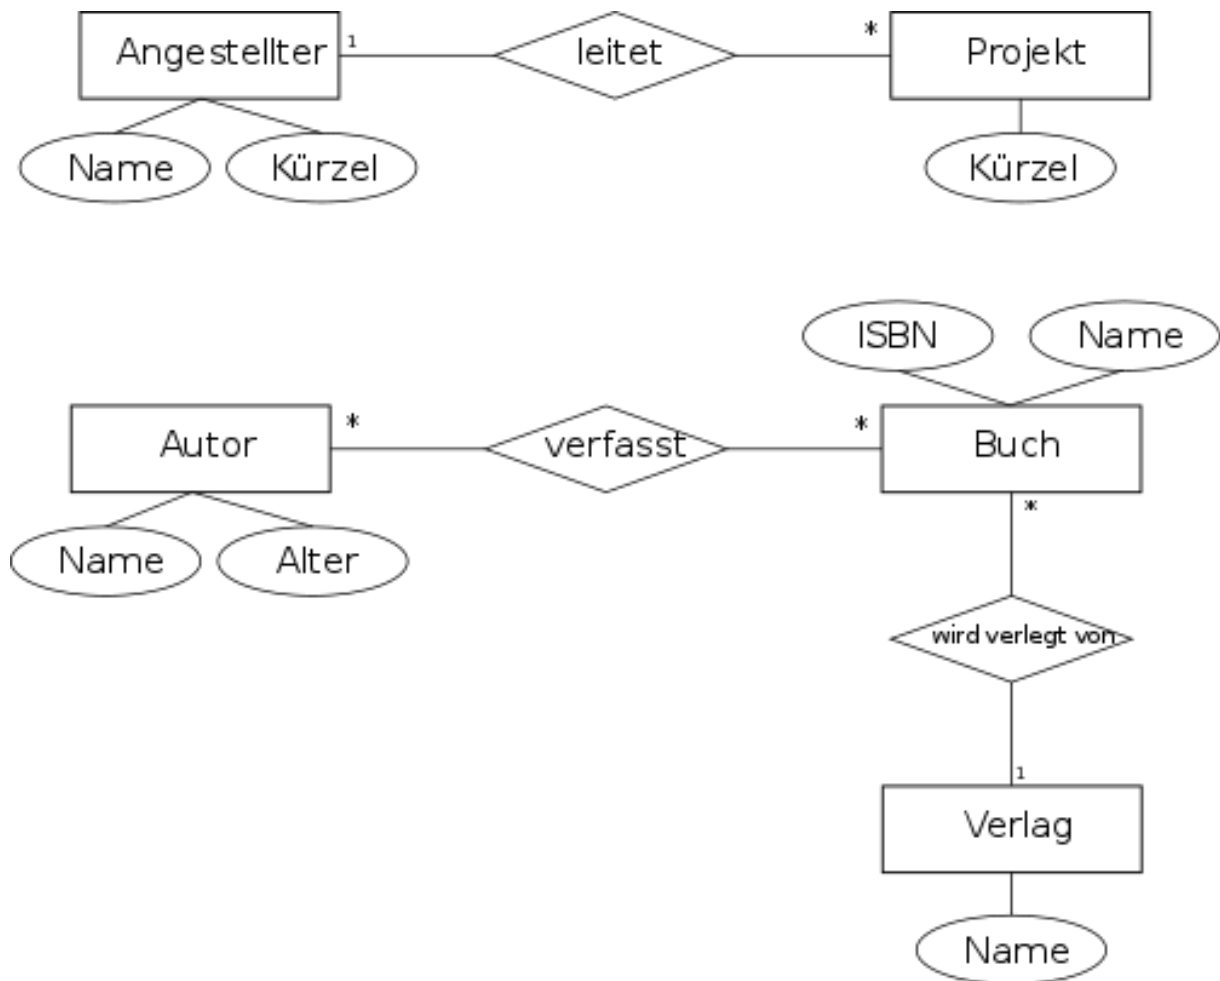 Angestellter 1 leitet * Projekt
Name Kürzel Kürzel
ISBN Name
Autor * verfasst * Buch
*
Name Alter
wird verlegt von
1
Verlag
Name